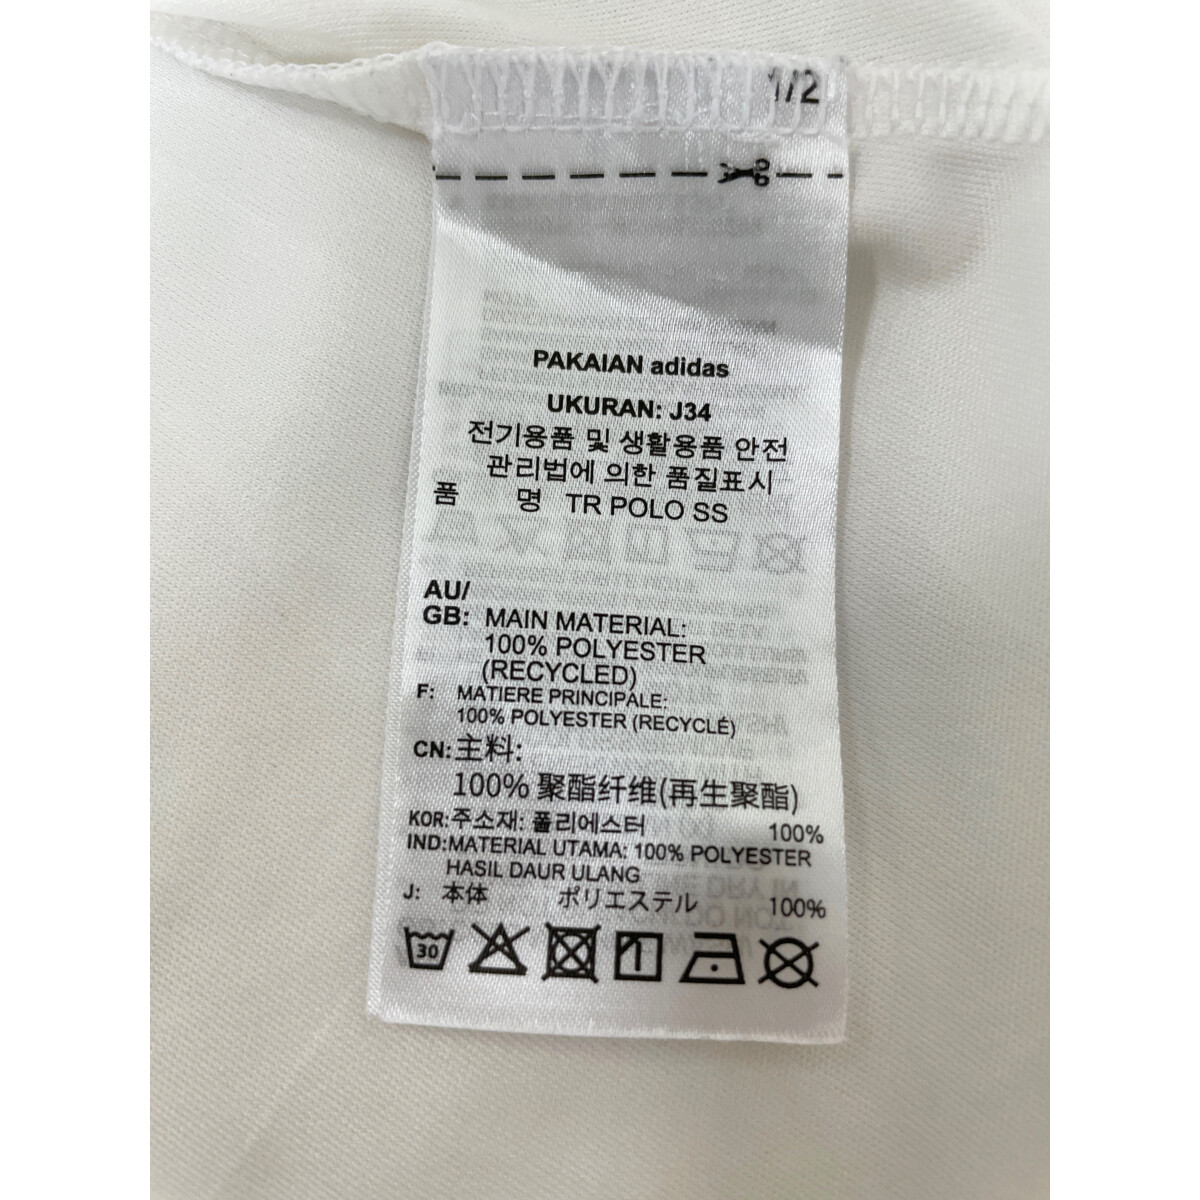 1/2
PAKAIAN adidas
UKURAN: J34
전기용품 및 생활용품 안전
관리법에 의한 품질표시
품 명 TR POLO SS
AU/
GB: MAIN MATERIAL:
100% POLYESTER
(RECYCLED)
F: MATIERE PRINCIPALE:
100% POLYESTER (RECYCLÉ)
CN: 主料:
100% 聚酯纤维(再生聚酯)
KOR: 주소재: 폴리에스터 100%
IND: MATERIAL UTAMA: 100% POLYESTER
HASIL DAUR ULANG
J: 本体 ポリエステル 100%
30